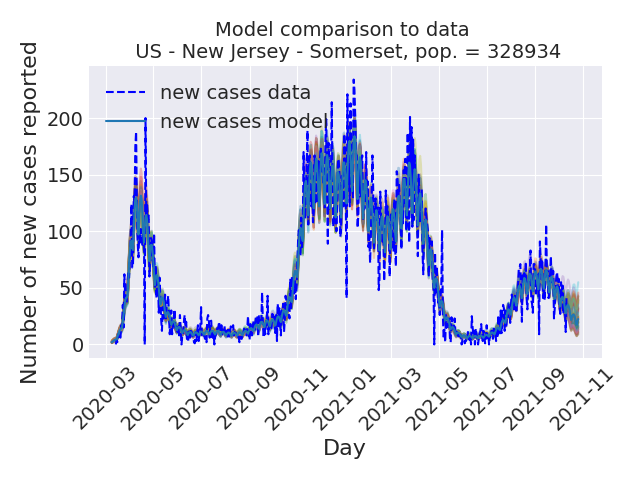 Model comparison to data
US - New Jersey - Somerset, pop. = 328934
Number of new cases reported
new cases data
new cases model
200
150
100
50
0
2020-03
2020-05
2020-07
2020-09
2020-11
2021-01
2021-03
2021-05
2021-07
2021-09
2021-11
Day